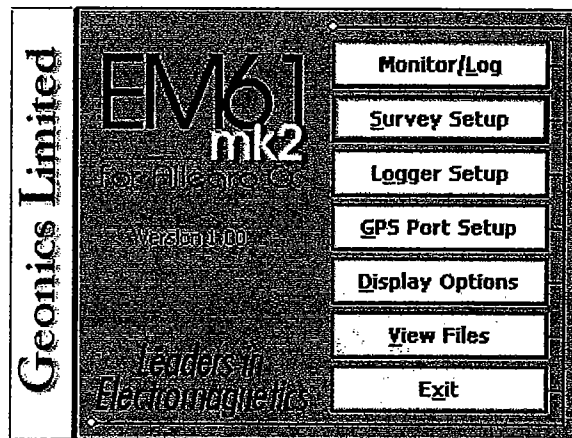 Geonics Limited
EM61
mk2
For Allegro Cx
Version 1.00
Leaders in
Electromagnetics
Monitor/Log
Survey Setup
Logger Setup
GPS Port Setup
Display Options
View Files
Exit